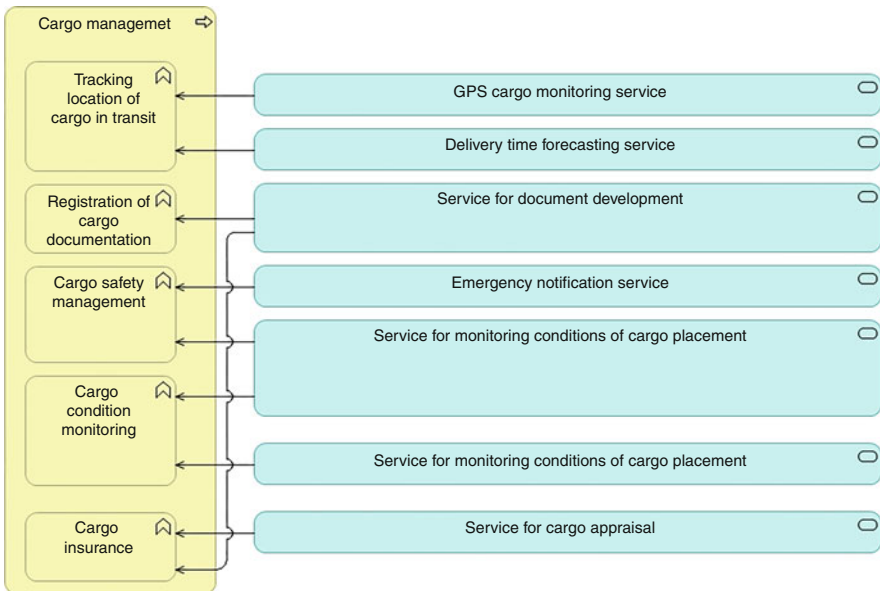 Cargo managemet
Tracking
location of
cargo in transit
GPS cargo monitoring service
Delivery time forecasting service
Registration of
cargo
documentation
Service for document development
Cargo safety
management
Emergency notification service
Service for monitoring conditions of cargo placement
Cargo
condition
monitoring
Service for monitoring conditions of cargo placement
Cargo
insurance
Service for cargo appraisal